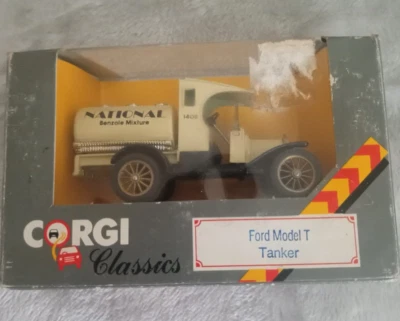 NATIONAL
Benzole Mixture
CORGI
Classics
Ford Model T
Tanker